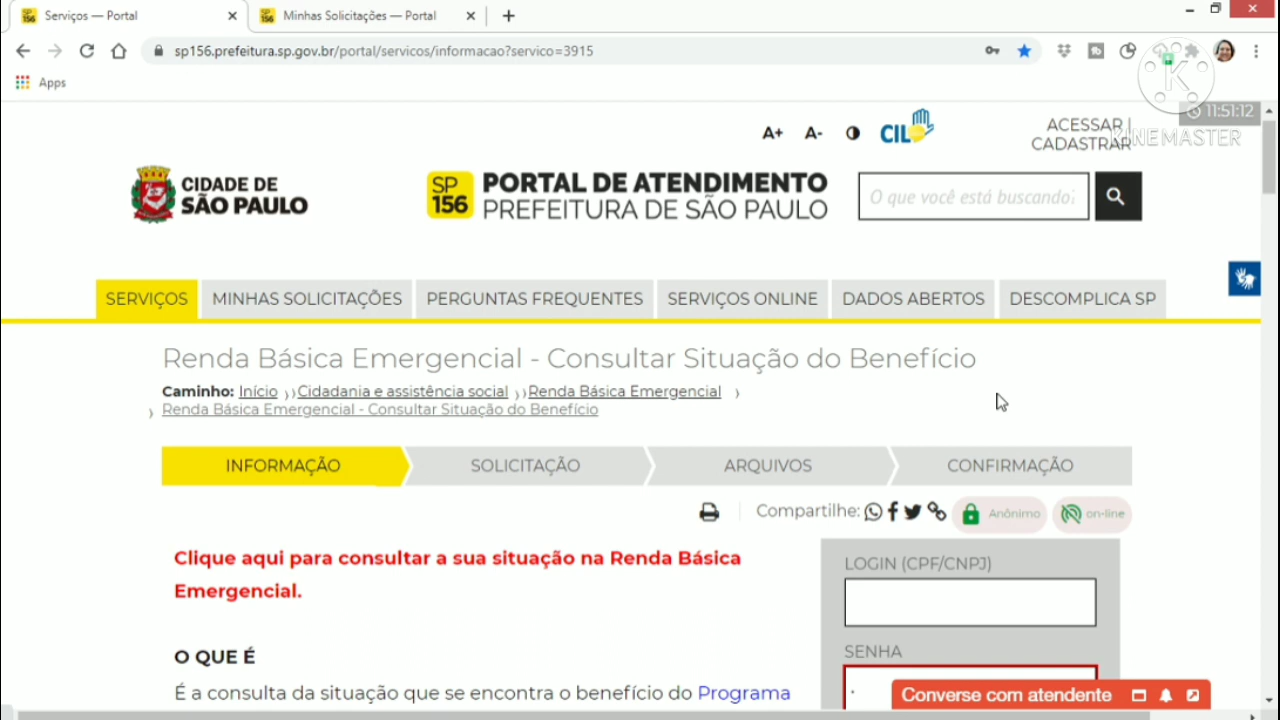 Serviços — Portal
Minhas Solicitações — Portal
sp156.prefeitura.sp.gov.br/portal/servicos/informacao?servico=3915
Apps
K
11:51:12
KINEMASTER
A+ A- CIL
ACESSAR |
CADASTRAR
CIDADE DE
SÃO PAULO
SP
156
PORTAL DE ATENDIMENTO
PREFEITURA DE SÃO PAULO
O que você está buscando?
SERVIÇOS MINHAS SOLICITAÇÕES PERGUNTAS FREQUENTES SERVIÇOS ONLINE DADOS ABERTOS DESCOMPLICA SP
Renda Básica Emergencial - Consultar Situação do Benefício
Caminho: Início Cidadania e assistência social Renda Básica Emergencial
Renda Básica Emergencial - Consultar Situação do Benefício
INFORMAÇÃO SOLICITAÇÃO ARQUIVOS CONFIRMAÇÃO
Compartilhe: Anônimo on-line
Clique aqui para consultar a sua situação na Renda Básica
Emergencial.
LOGIN (CPF/CNPJ)
SENHA
O QUE É
É a consulta da situação que se encontra o benefício do Programa
Converse com atendente